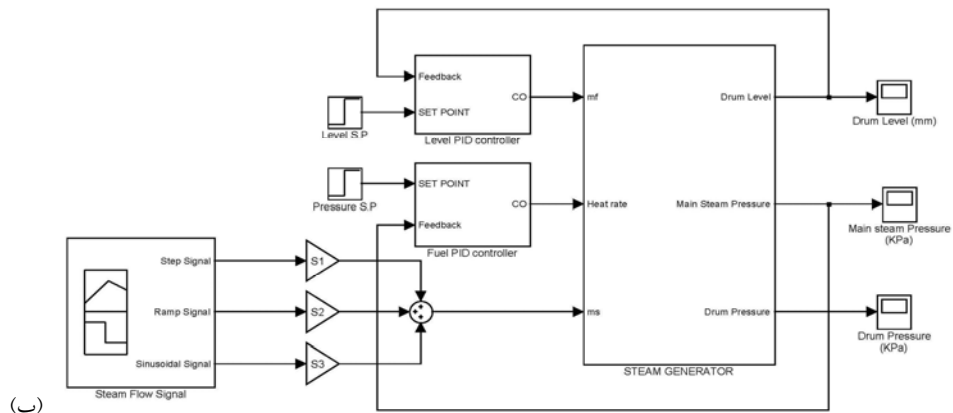 Feedback
SET POINT
CO
Level S.P
Level PID controller
mf
Drum Level
Drum Level (mm)
SET POINT
Feedback
CO
Pressure S.P
Fuel PID controller
Heat rate
Main Steam Pressure
Main steam Pressure
(KPa)
Step Signal
S1
Ramp Signal
S2
ms
Drum Pressure
Drum Pressure
(KPa)
Sinusoidal Signal
S3
STEAM GENERATOR
Steam Flow Signal
(ب)